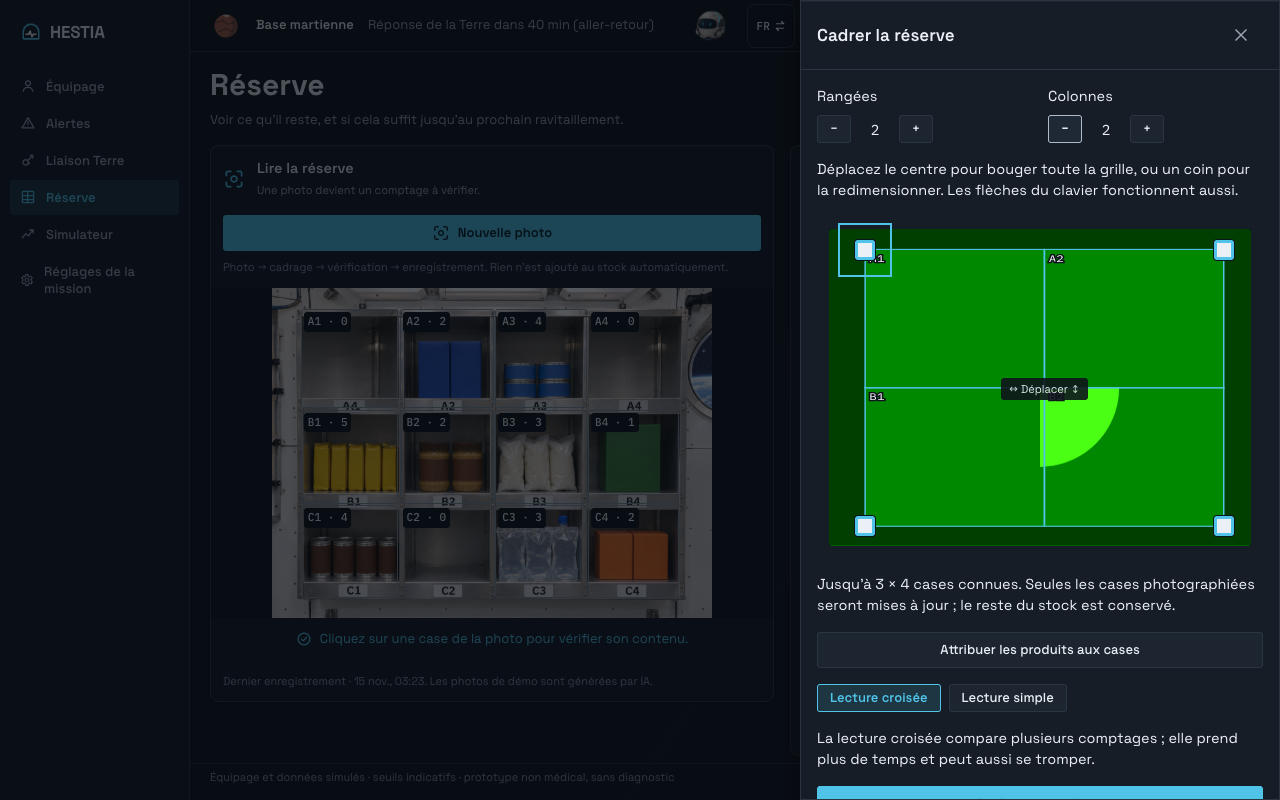 HESTIA
Équipage
Alertes
Liaison Terre
Réserve
Simulateur
Réglages de la
mission
Base martienne
Réponse de la Terre dans 40 min (aller-retour)
FR
Réserve
Voir ce qu'il reste, et si cela suffit jusqu'au prochain ravitaillement.
Lire la réserve
Une photo devient un comptage à vérifier.
Nouvelle photo
Photo → cadrage → vérification → enregistrement. Rien n'est ajouté au stock automatiquement.
A1 · 0
A2 · 2
A3 · 4
A4 · 0
A1
A2
A3
A4
B1 · 5
B2 · 2
B3 · 3
B4 · 1
B1
B2
B3
B4
C1 · 4
C2 · 0
C3 · 3
C4 · 2
C1
C2
C3
C4
Cliquez sur une case de la photo pour vérifier son contenu.
Dernier enregistrement · 15 nov., 03:23. Les photos de démo sont générées par IA.
Équipage et données simulés · seuils indicatifs · prototype non médical, sans diagnostic
Cadrer la réserve
Rangées
− 2 +
Colonnes
− 2 +
Déplacez le centre pour bouger toute la grille, ou un coin pour
la redimensionner. Les flèches du clavier fonctionnent aussi.
A2
↔ Déplacer ↕
B1
Jusqu'à 3 × 4 cases connues. Seules les cases photographiées
seront mises à jour ; le reste du stock est conservé.
Attribuer les produits aux cases
Lecture croisée
Lecture simple
La lecture croisée compare plusieurs comptages ; elle prend
plus de temps et peut aussi se tromper.